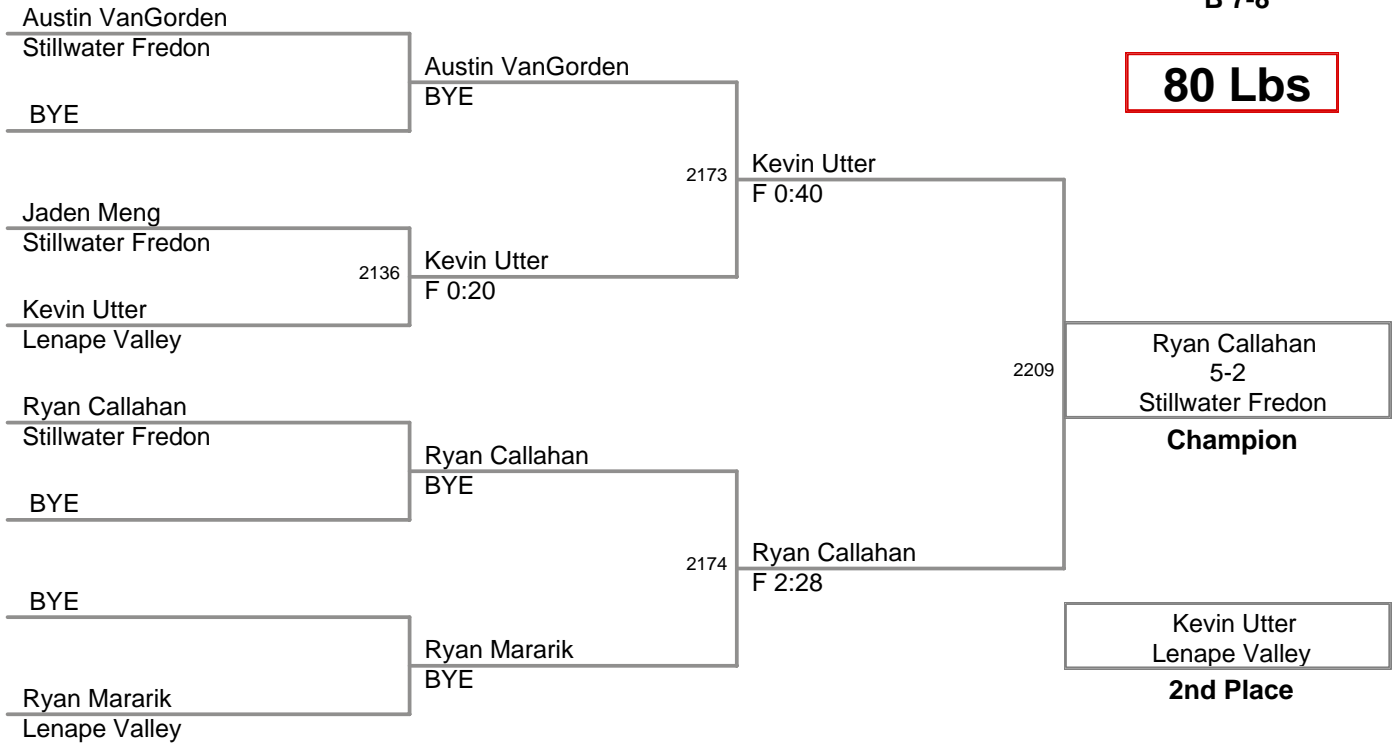 B 7-8
80 Lbs
Austin VanGorden
Stillwater Fredon
BYE
Jaden Meng
Stillwater Fredon
2136
Kevin Utter
Lenape Valley
Ryan Callahan
Stillwater Fredon
BYE
BYE
Ryan Mararik
Lenape Valley
Austin VanGorden
BYE
2173
Kevin Utter
F 0:20
Ryan Callahan
BYE
2174
Ryan Mararik
BYE
Kevin Utter
F 0:40
2209
Ryan Callahan
F 2:28
Ryan Callahan
5-2
Stillwater Fredon
Champion
Kevin Utter
Lenape Valley
2nd Place